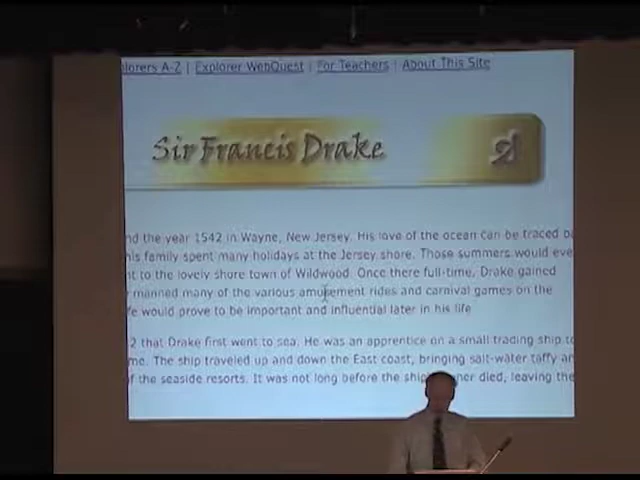 lorers A-Z | Explorer WebQuest | For Teachers | About This Site
Sir Francis Drake
nd the year 1542 in Wayne, New Jersey. His love of the ocean can be traced b
his family spent many holidays at the Jersey shore. Those summers would eve
nt to the lovely shore town of Wildwood. Once there full-time, Drake gained
manned many of the various amusement rides and carnival games on the
fe would prove to be important and influential later in his life
2 that Drake first went to sea. He was an apprentice on a small trading ship
me. The ship traveled up and down the East coast, bringing salt-water taffy
f the seaside resorts. It was not long before the ship ner died, leaving the